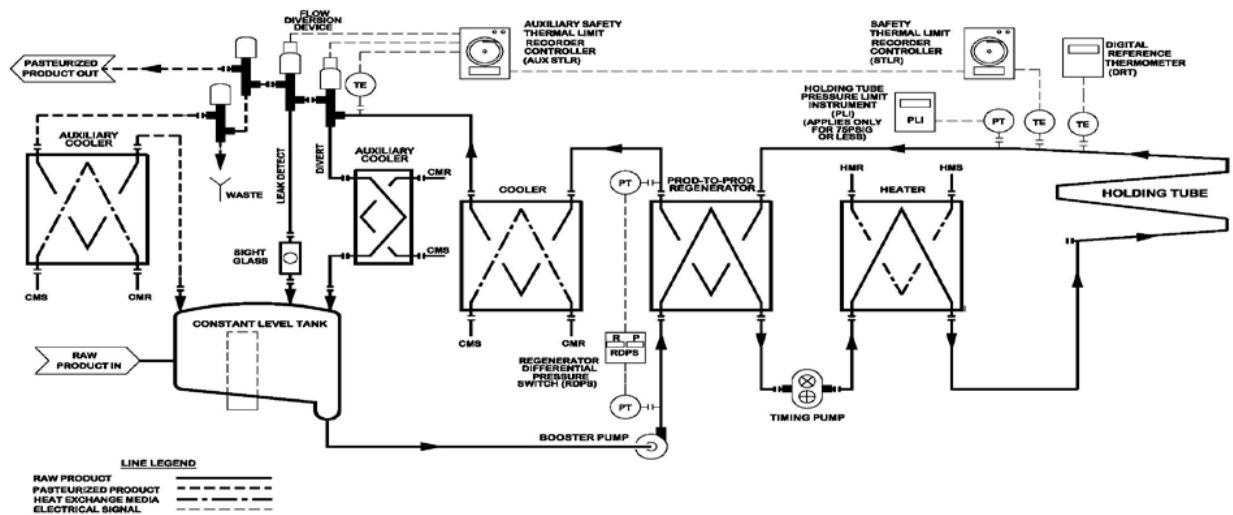 FLOW
DIVERSION
DEVICE
AUXILIARY SAFETY
THERMAL LIMIT
RECORDER
CONTROLLER
(AUX STLR)
SAFETY
THERMAL LIMIT
RECORDER
CONTROLLER
(STLR)
DIGITAL
REFERENCE
THERMOMETER
(DRT)
PASTEURIZED
PRODUCT OUT
TE
HOLDING TUBE
PRESSURE LIMIT
INSTRUMENT
(PLI)
(APPLIES ONLY
FOR 75PSIG
OR LESS)
PLI
PT
TE
TE
AUXILIARY
COOLER
WASTE
LEAK DETECT
DIVERT
AUXILIARY
COOLER
CMR
CMS
COOLER
PT
PROD-TO-PROD
REGENERATOR
HMR
HMS
HEATER
HOLDING TUBE
SIGHT
GLASS
CMS
CMR
CONSTANT LEVEL TANK
RAW
PRODUCT IN
CMS
CMR
R P
RDPS
REGENERATOR
DIFFERENTIAL
PRESSURE
SWITCH (RDPS)
PT
TIMING PUMP
BOOSTER PUMP
LINE LEGEND
RAW PRODUCT
PASTEURIZED PRODUCT
HEAT EXCHANGE MEDIA
ELECTRICAL SIGNAL